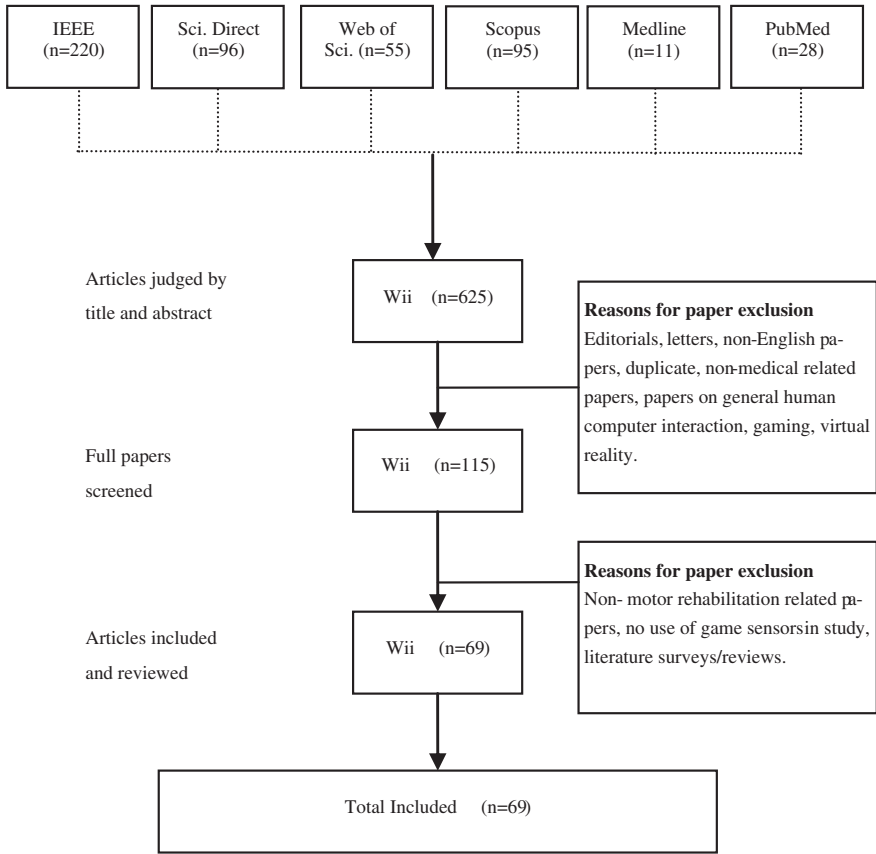 IEEE
(n=220)
Sci. Direct
(n=96)
Web of
Sci. (n=55)
Scopus
(n=95)
Medline
(n=11)
PubMed
(n=28)
Articles judged by
title and abstract
Wii (n=625)
Reasons for paper exclusion
Editorials, letters, non-English pa-
pers, duplicate, non-medical related
papers, papers on general human
computer interaction, gaming, virtual
reality.
Full papers
screened
Wii (n=115)
Reasons for paper exclusion
Non- motor rehabilitation related pa-
pers, no use of game sensorsin study,
literature surveys/reviews.
Articles included
and reviewed
Wii (n=69)
Total Included (n=69)